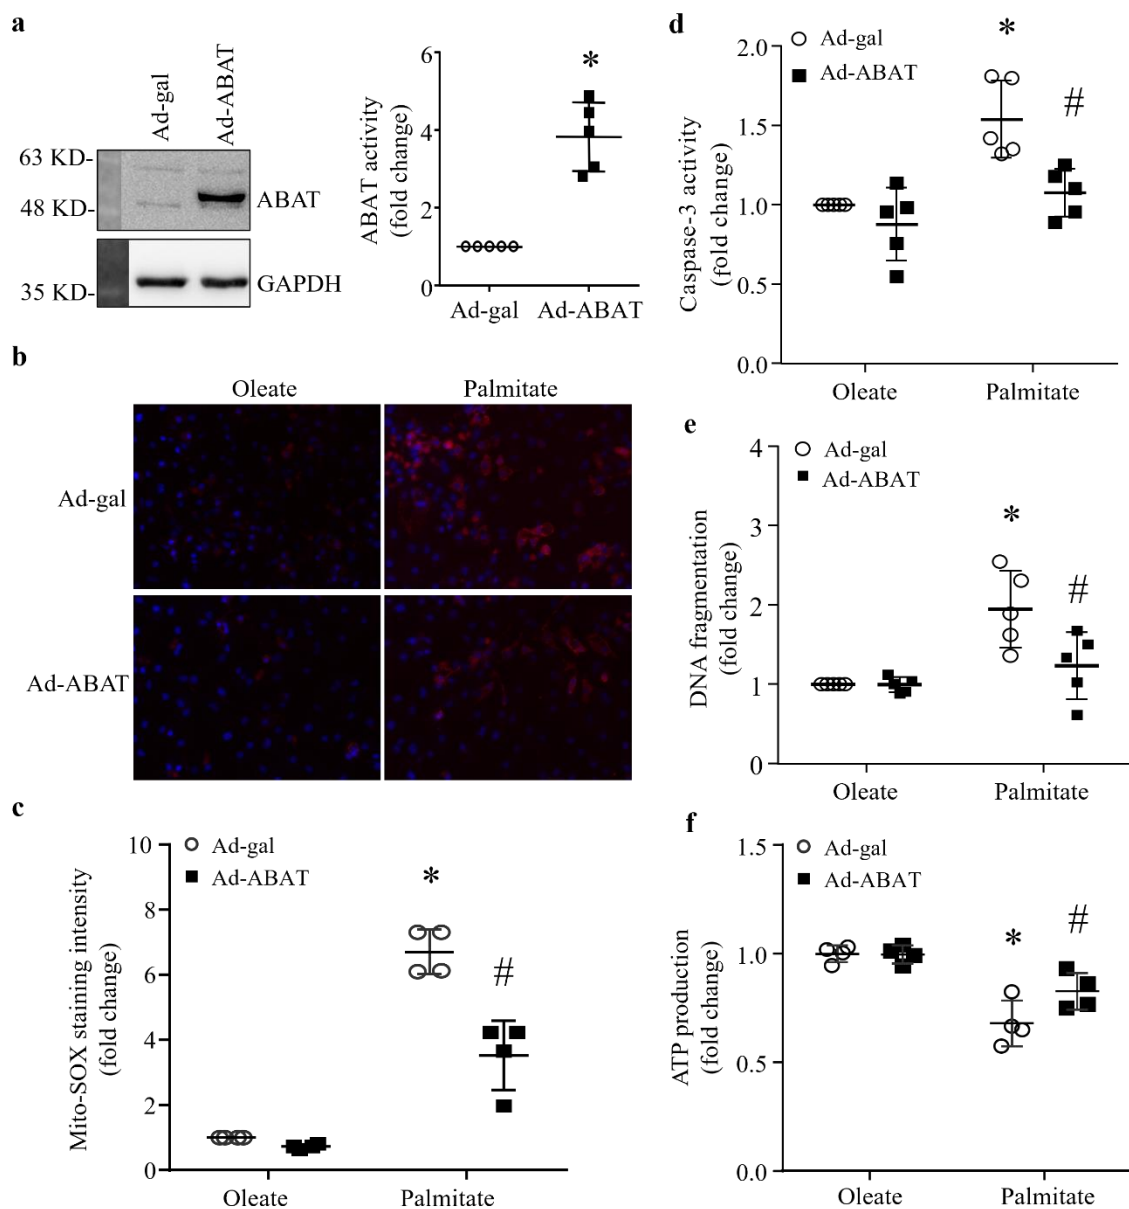 a
Ad-gal
Ad-ABAT
63 KD-
48 KD-
ABAT
35 KD-
GAPDH
ABAT activity
(fold change)
6
4
2
0
*
Ad-gal
Ad-ABAT
b
Oleate
Palmitate
Ad-gal
Ad-ABAT
c
Mito-SOX staining intensity
(fold change)
10
8
6
4
2
0
Ad-gal
Ad-ABAT
*
#
Oleate
Palmitate
d
Caspase-3 activity
(fold change)
2.0
1.5
1.0
0.5
0.0
Ad-gal
Ad-ABAT
*
#
Oleate
Palmitate
e
DNA fragmentation
(fold change)
4
3
2
1
0
Ad-gal
Ad-ABAT
*
#
Oleate
Palmitate
f
ATP production
(fold change)
1.5
1.0
0.5
0.0
Ad-gal
Ad-ABAT
*
#
Oleate
Palmitate